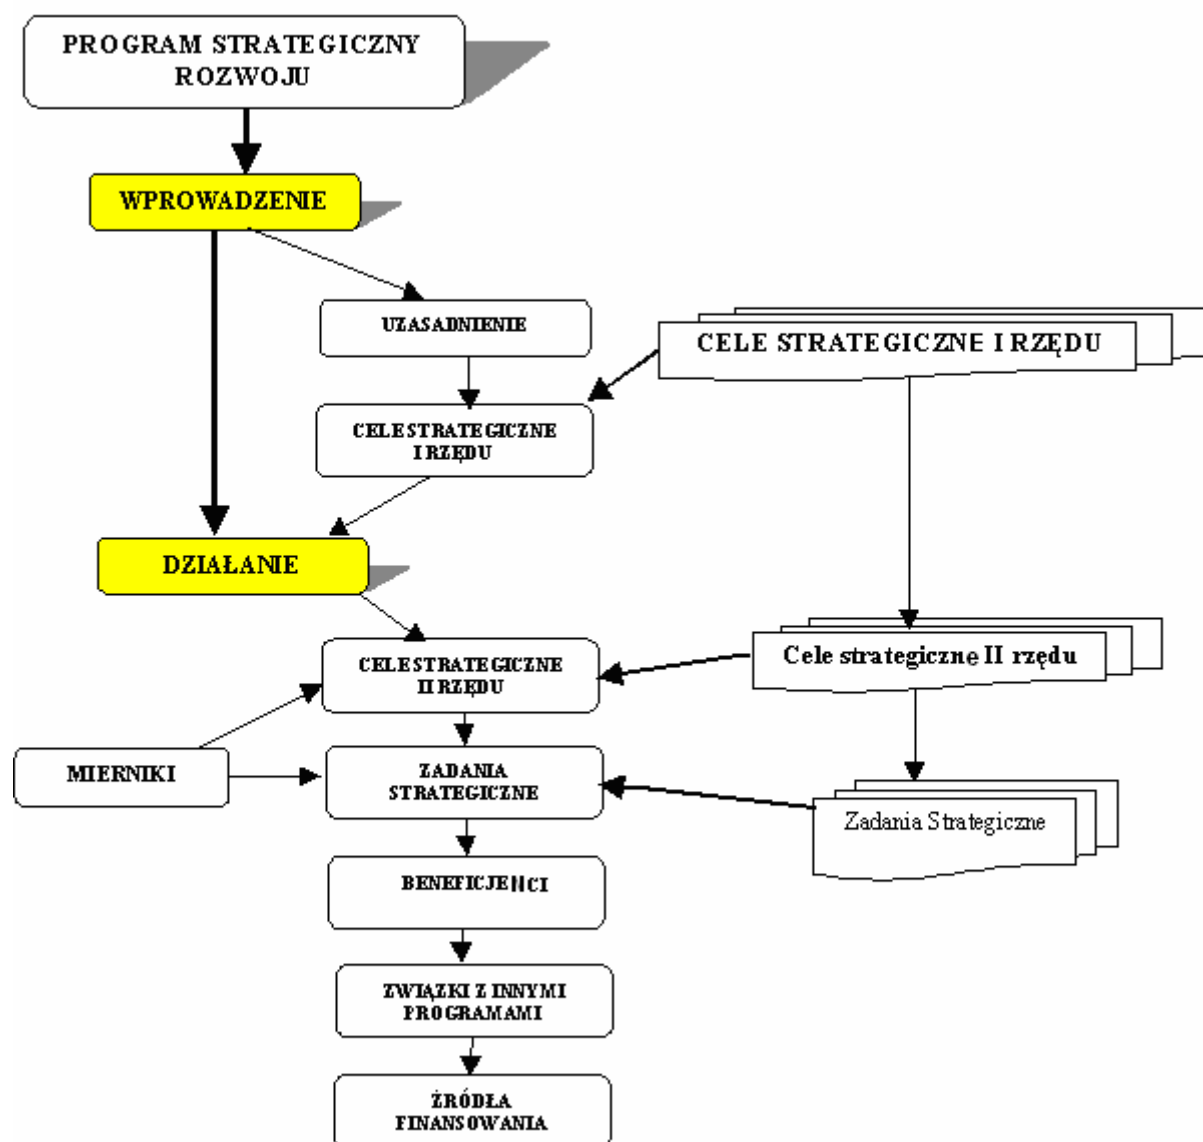 PROGRAM STRATEGICZNY
ROZWOJU
WPROWADZENIE
UZASADNIENIE
CELE STRATEGICZNE I RZĘDU
CELE STRATEGICZNE
I RZĘDU
DZIAŁANIE
CELE STRATEGICZNE
II RZĘDU
Cele strategiczne II rzędu
MIERNIKI
ZADANIA
STRATEGICZNE
Zadania Strategiczne
BENEFICJENCI
ZWIĄZKI Z INNYMI
PROGRAMAMI
ŹRÓDŁA
FINANSOWANIA